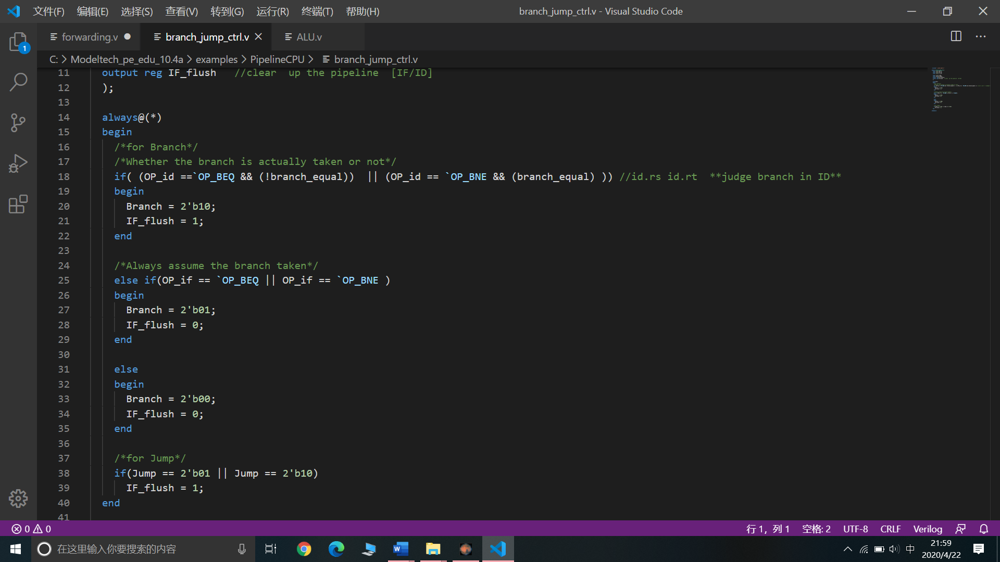 文件(F) 编辑(E) 选择(S) 查看(V) 转到(G) 运行(R) 终端(T) 帮助(H) branch_jump_ctrl.v - Visual Studio Code
forwarding.v branch_jump_ctrl.v ALU.v
C: > Modeltech_pe_edu_10.4a > examples > PipelineCPU > branch_jump_ctrl.v
1
11 output reg IF_flush //clear  up the pipeline  [IF/ID]
12 );
13
14 always@(*)
15 begin
16 /*for Branch*/
17 /*Whether the branch is actually taken or not*/
18 if( (OP_id ==`OP_BEQ && (!branch_equal))  || (OP_id == `OP_BNE && (branch_equal) )) //id.rs id.rt  **judge branch in ID**
19 begin
20 Branch = 2'b10;
21 IF_flush = 1;
22 end
23
24 /*Always assume the branch taken*/
25 else if(OP_if == `OP_BEQ || OP_if == `OP_BNE )
26 begin
27 Branch = 2'b01;
28 IF_flush = 0;
29 end
30
31 else
32 begin
33 Branch = 2'b00;
34 IF_flush = 0;
35 end
36
37 /*for Jump*/
38 if(Jump == 2'b01 || Jump == 2'b10)
39 IF_flush = 1;
40 end
41
0 0 行 1，列 1 空格: 2 UTF-8 CRLF Verilog
在这里输入你要搜索的内容 中 21:59
2020/4/22